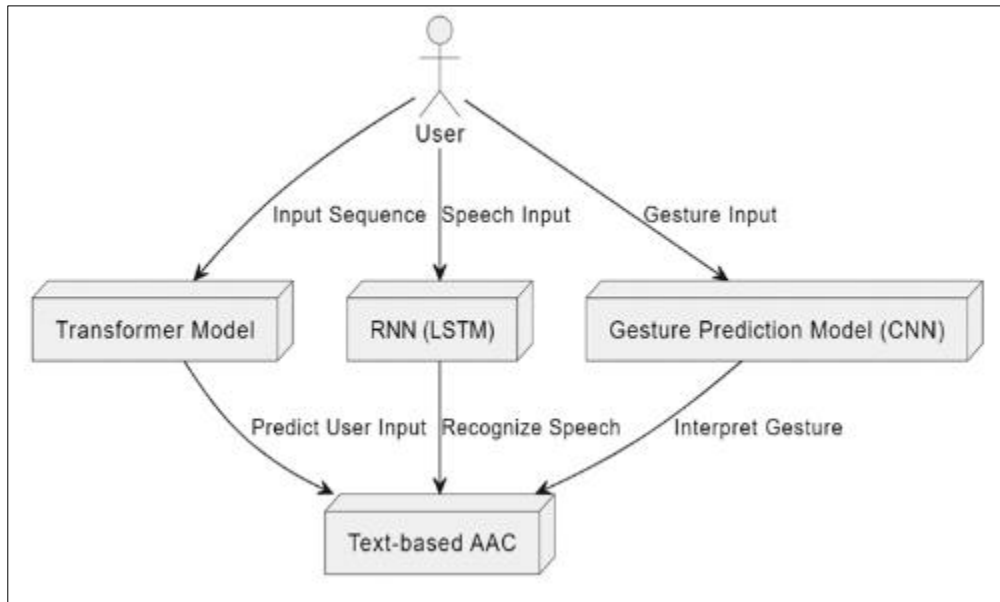 User
Input Sequence
Speech Input
Gesture Input
Transformer Model
RNN (LSTM)
Gesture Prediction Model (CNN)
Predict User Input
Recognize Speech
Interpret Gesture
Text-based AAC